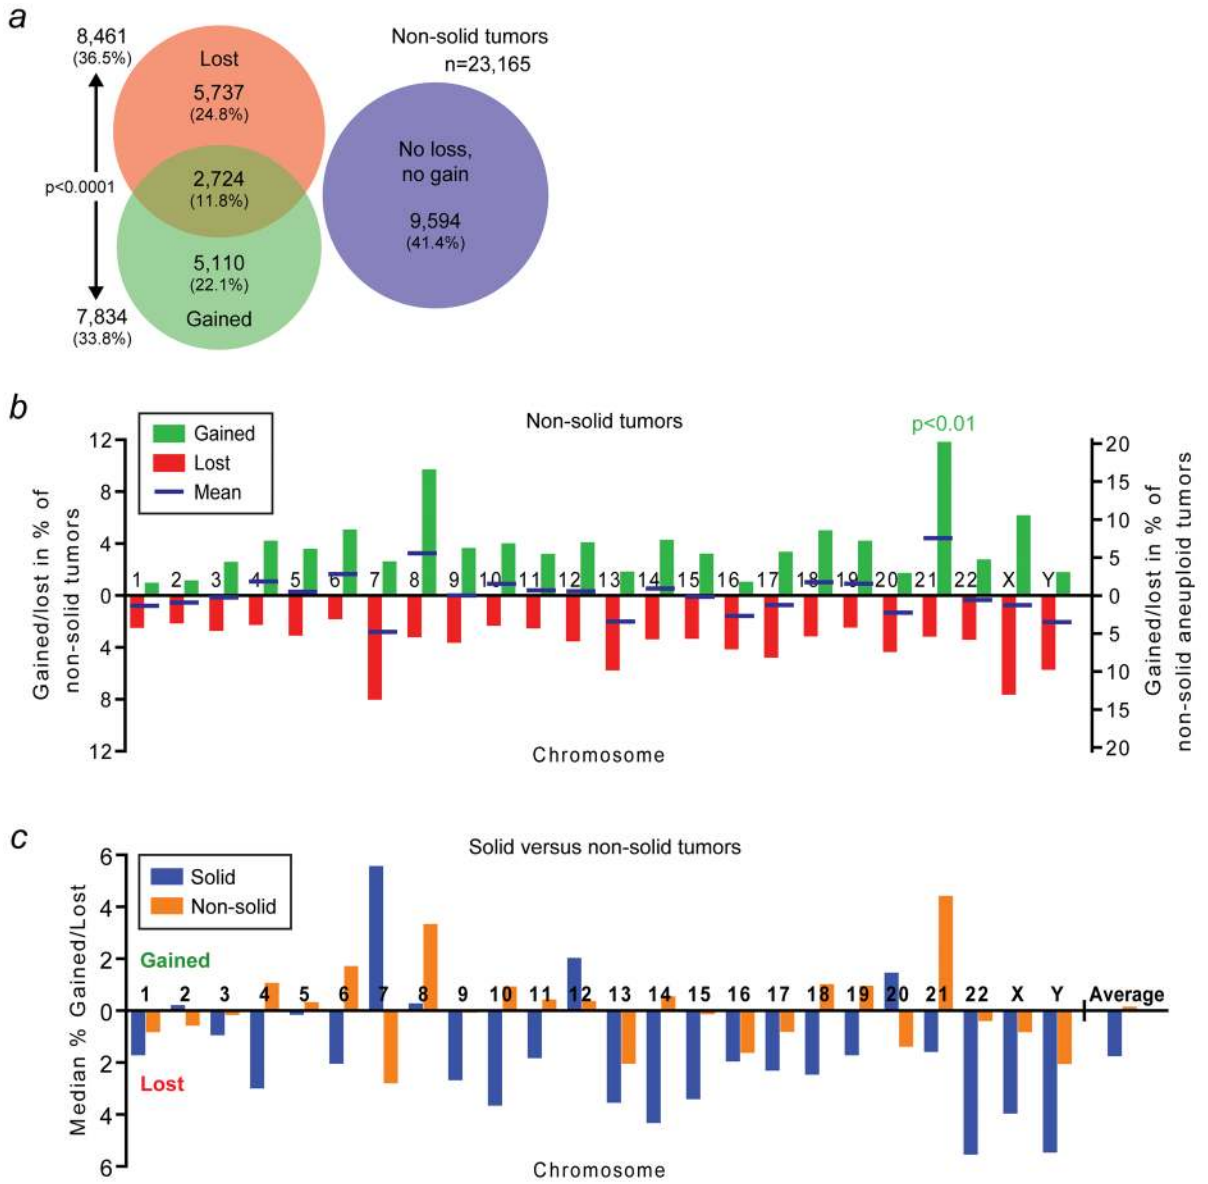 a
8,461
(36.5%)
Lost
5,737
(24.8%)
p<0.0001
2,724
(11.8%)
5,110
(22.1%)
Gained
7,834
(33.8%)
Non-solid tumors
n=23,165
No loss,
no gain
9,594
(41.4%)
b
Non-solid tumors
Gained
Lost
Mean
p<0.01
Gained/lost in % of
non-solid tumors
12
8
4
0
4
8
12
1 2 3 4 5 6 7 8 9 10 11 12 13 14 15 16 17 18 19 20 21 22 X Y
20
15
10
5
0
5
10
15
20
Gained/lost in % of
non-solid aneuploid tumors
Chromosome
c
Solid versus non-solid tumors
Solid
Non-solid
Median % Gained/Lost
6
4
2
0
2
4
6
Gained
1 2 3 4 5 6 7 8 9 10 11 12 13 14 15 16 17 18 19 20 21 22 X Y Average
Lost
Chromosome